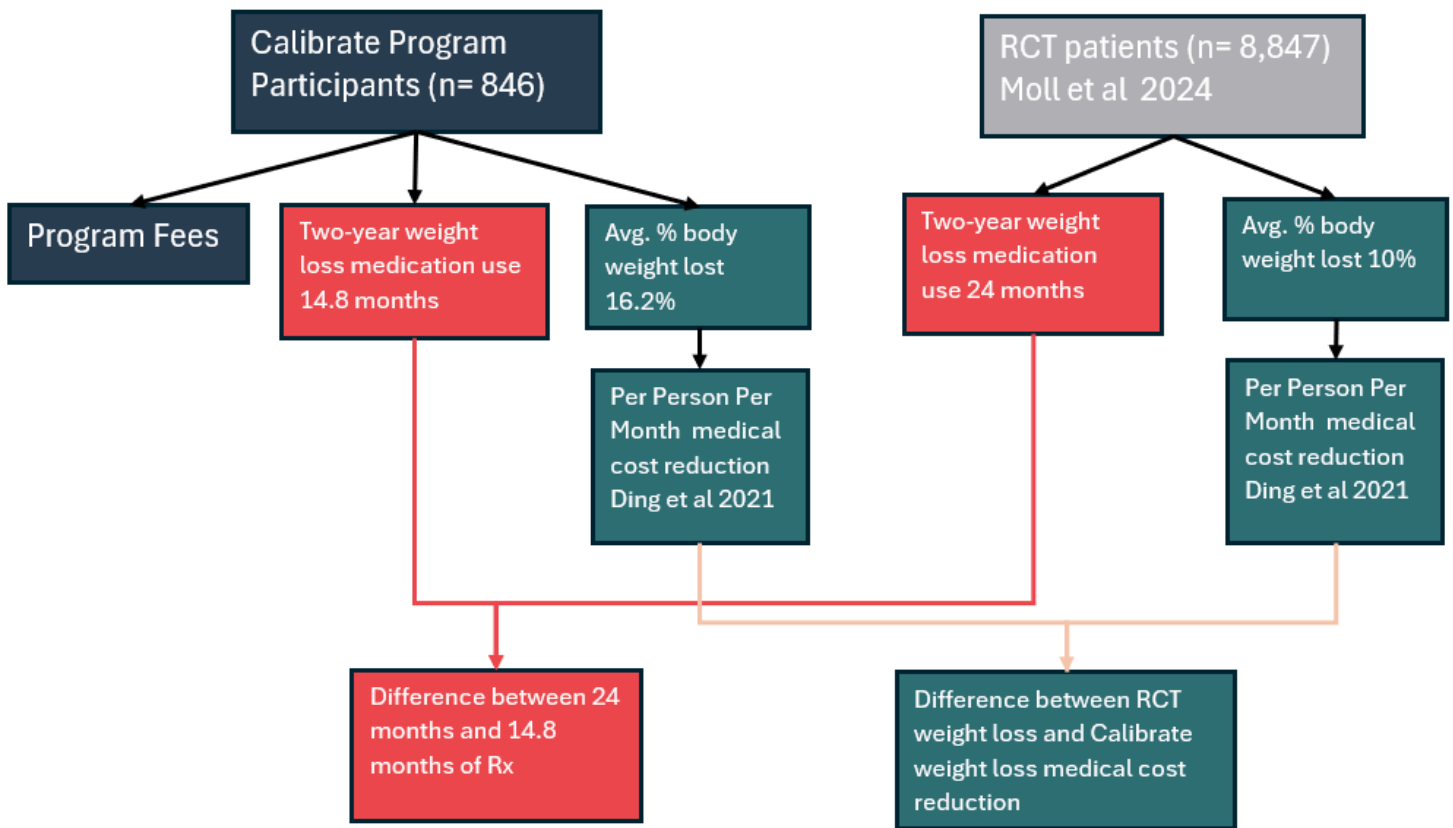 Calibrate Program
Participants (n= 846)
RCT patients (n= 8,847)
Moll et al  2024
Program Fees
Two-year weight
loss medication use
14.8 months
Avg. % body
weight lost
16.2%
Two-year weight
loss medication
use 24 months
Avg. % body
weight lost 10%
Per Person Per
Month  medical
cost reduction
Ding et al 2021
Per Person Per
Month  medical
cost reduction
Ding et al 2021
Difference between 24
months and 14.8
months of Rx
Difference between RCT
weight loss and Calibrate
weight loss medical cost
reduction